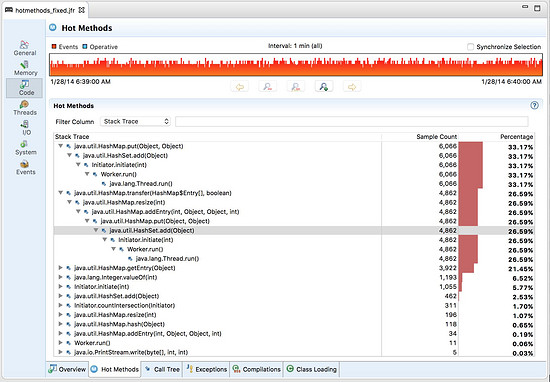 hotmethods_fixed.jfr
Hot Methods
General
Memory
Code
Threads
I/O
System
Events
Events Operative Interval: 1 min (all) Synchronize Selection
1/28/14 6:39:00 AM 1/28/14 6:40:00 AM
Hot Methods
Filter Column Stack Trace
Stack Trace Sample Count Percentage
java.util.HashMap.put(Object, Object) 6,066 33.17%
java.util.HashSet.add(Object) 6,066 33.17%
Initiator.initiate(int) 6,066 33.17%
Worker.run() 6,066 33.17%
java.lang.Thread.run() 6,066 33.17%
java.util.HashMap.transfer(HashMap$Entry[], boolean) 4,862 26.59%
java.util.HashMap.resize(int) 4,862 26.59%
java.util.HashMap.addEntry(int, Object, Object, int) 4,862 26.59%
java.util.HashMap.put(Object, Object) 4,862 26.59%
java.util.HashSet.add(Object) 4,862 26.59%
Initiator.initiate(int) 4,862 26.59%
Worker.run() 4,862 26.59%
java.lang.Thread.run() 4,862 26.59%
java.util.HashMap.getEntry(Object) 3,922 21.45%
java.lang.Integer.valueOf(int) 1,193 6.52%
Initiator.initiate(int) 1,055 5.77%
java.util.HashSet.add(Object) 462 2.53%
Initiator.countIntersection(Initiator) 311 1.70%
java.util.HashMap.resize(int) 196 1.07%
java.util.HashMap.hash(Object) 118 0.65%
java.util.HashMap.addEntry(int, Object, Object, int) 34 0.19%
Worker.run() 11 0.06%
java.io.PrintStream.write(byte[], int, int) 5 0.03%
Overview Hot Methods Call Tree Exceptions Compilations Class Loading